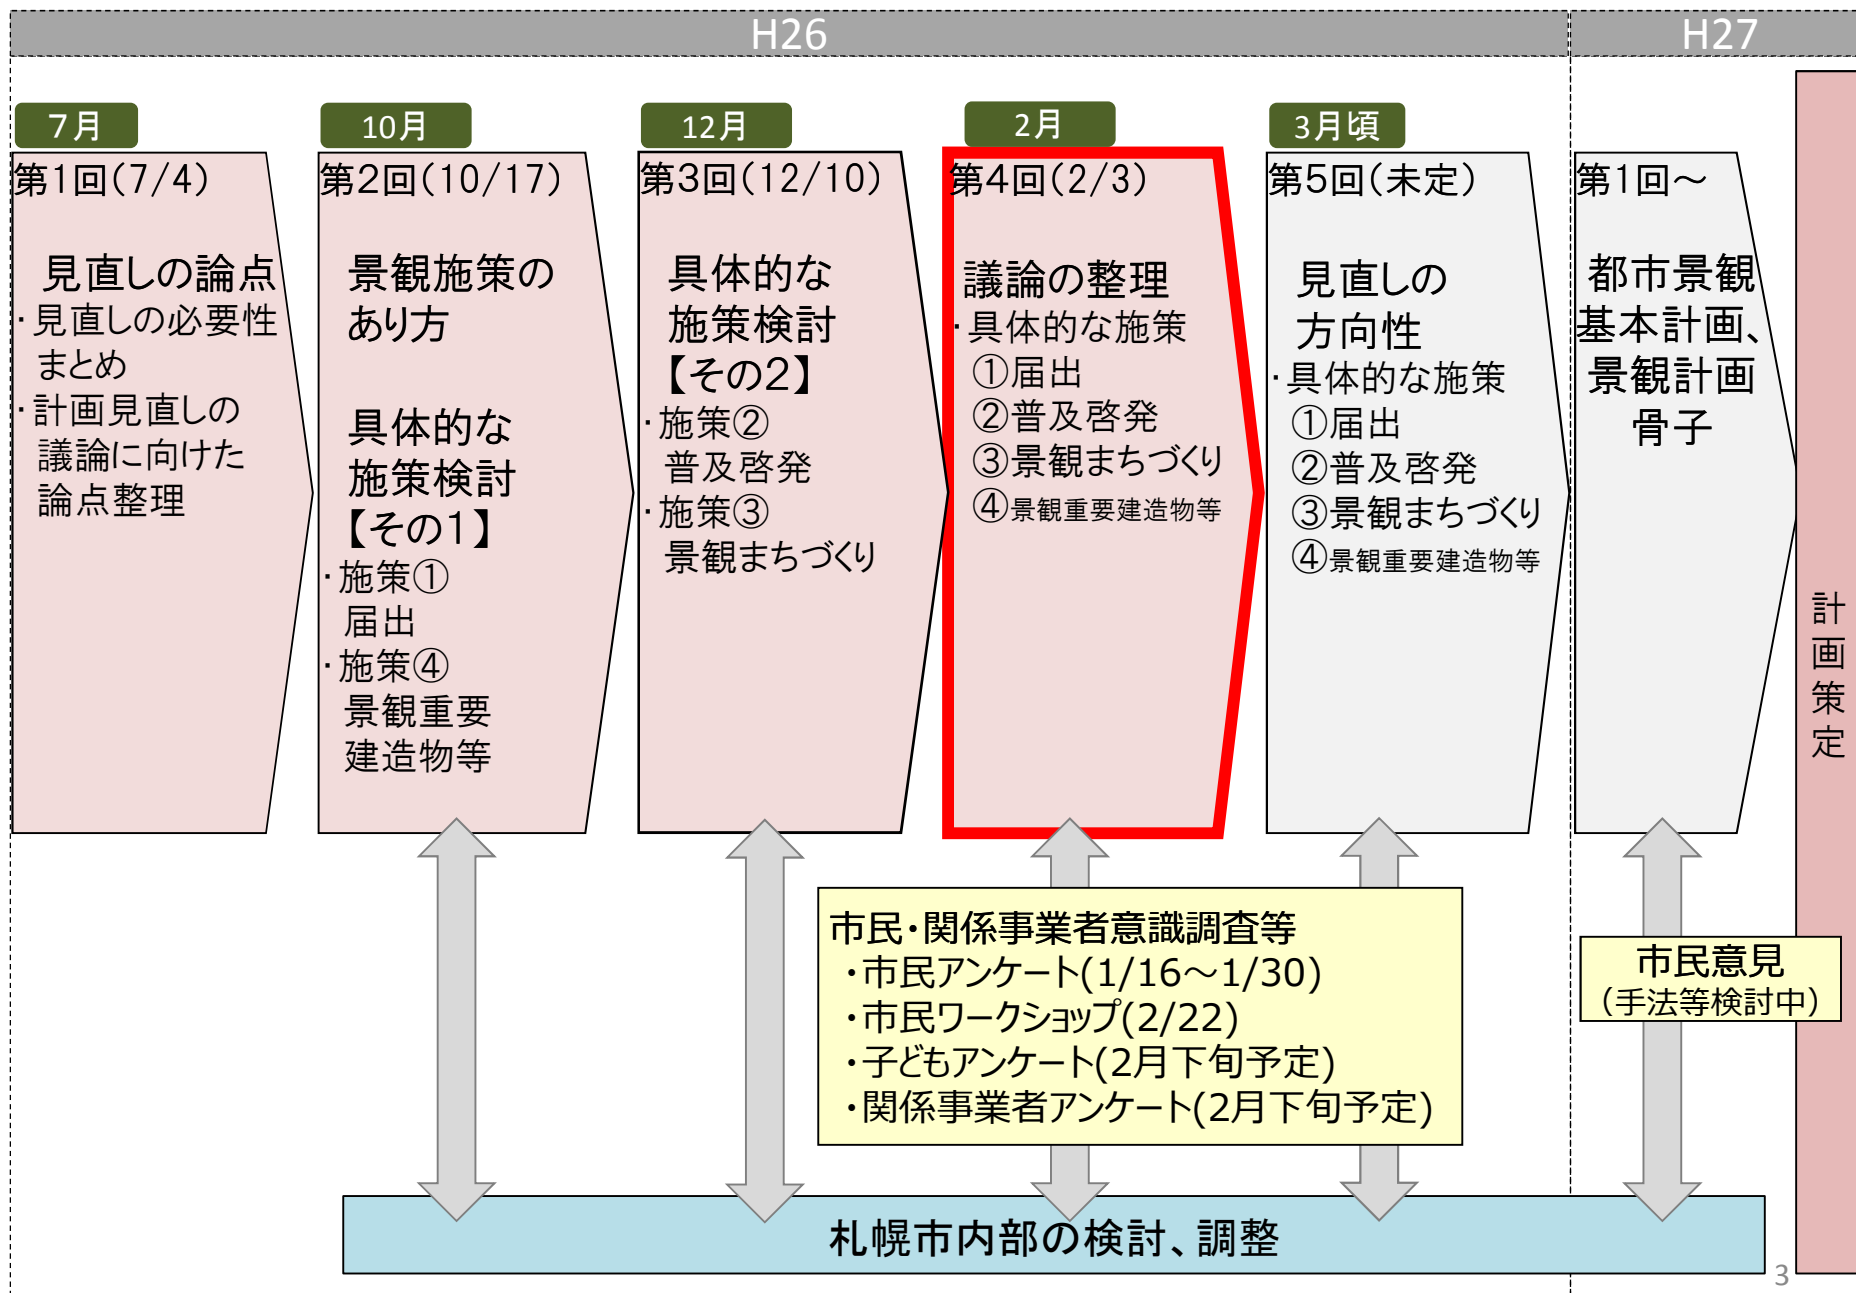 H26
H27
7月
第1回(7/4)
見直しの論点
・見直しの必要性
まとめ
・計画見直しの
議論に向けた
論点整理
10月
第2回(10/17)
景観施策の
あり方
具体的な
施策検討
【その1】
・施策①
届出
・施策④
景観重要
建造物等
12月
第3回(12/10)
具体的な
施策検討
【その2】
・施策②
普及啓発
・施策③
景観まちづくり
2月
第4回(2/3)
議論の整理
・具体的な施策
①届出
②普及啓発
③景観まちづくり
④景観重要建造物等
3月頃
第5回(未定)
見直しの
方向性
・具体的な施策
①届出
②普及啓発
③景観まちづくり
④景観重要建造物等
第1回～
都市景観
基本計画、
景観計画
骨子
計画策定
市民・関係事業者意識調査等
・市民アンケート(1/16～1/30)
・市民ワークショップ(2/22)
・子どもアンケート(2月下旬予定)
・関係事業者アンケート(2月下旬予定)
市民意見
（手法等検討中）
札幌市内部の検討、調整
3